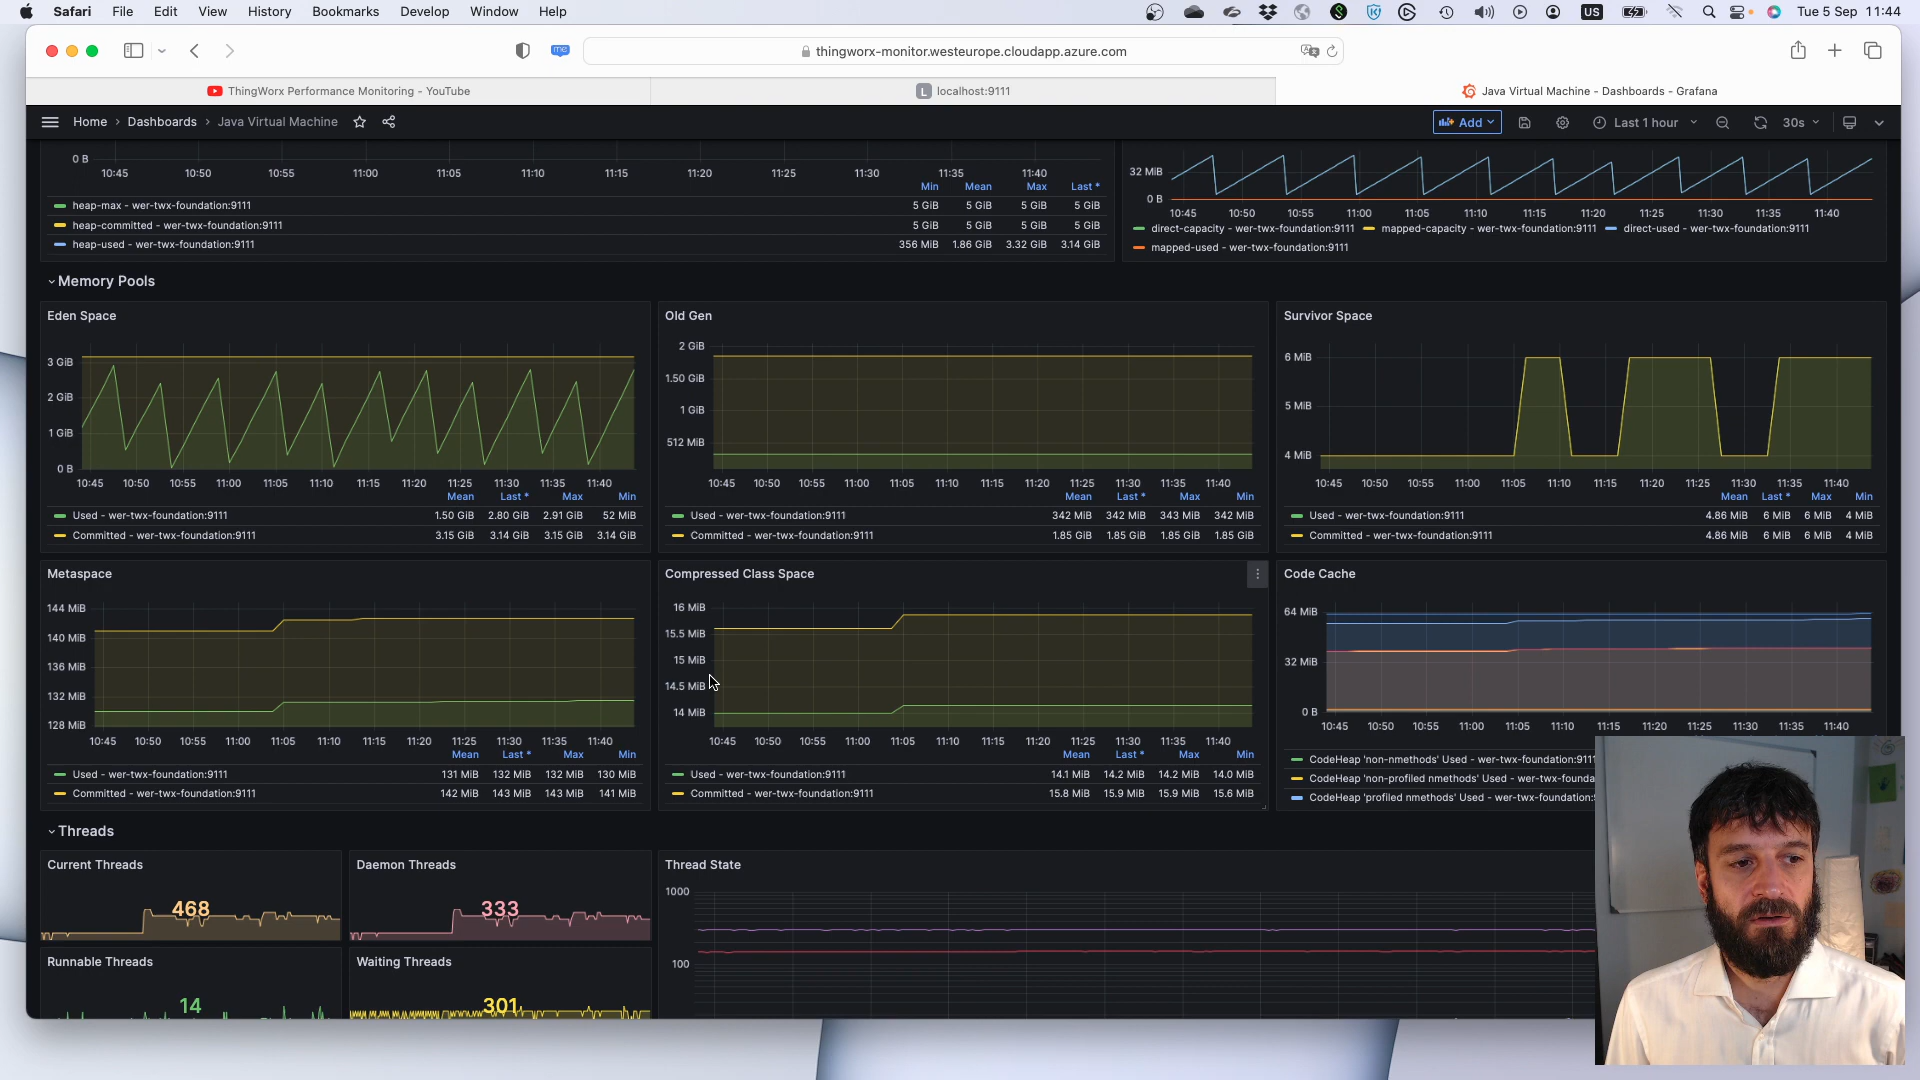 Safari File Edit View History Bookmarks Develop Window Help US Tue 5 Sep 11:44
me thingworx-monitor.westeurope.cloudapp.azure.com
ThingWorx Performance Monitoring - YouTube L localhost:9111 Java Virtual Machine - Dashboards - Grafana
Home > Dashboards > Java Virtual Machine Add Last 1 hour 30s
0 B
10:45 10:50 10:55 11:00 11:05 11:10 11:15 11:20 11:25 11:30 11:35 11:40
Min Mean Max Last *
heap-max - wer-twx-foundation:9111 5 GiB 5 GiB 5 GiB 5 GiB
heap-committed - wer-twx-foundation:9111 5 GiB 5 GiB 5 GiB 5 GiB
heap-used - wer-twx-foundation:9111 356 MiB 1.86 GiB 3.32 GiB 3.14 GiB
32 MiB
0 B
10:45 10:50 10:55 11:00 11:05 11:10 11:15 11:20 11:25 11:30 11:35 11:40
direct-capacity - wer-twx-foundation:9111 mapped-capacity - wer-twx-foundation:9111 direct-used - wer-twx-foundation:9111
mapped-used - wer-twx-foundation:9111
Memory Pools
Eden Space
3 GiB
2 GiB
1 GiB
0 B
10:45 10:50 10:55 11:00 11:05 11:10 11:15 11:20 11:25 11:30 11:35 11:40
Mean Last * Max Min
Used - wer-twx-foundation:9111 1.50 GiB 2.80 GiB 2.91 GiB 52 MiB
Committed - wer-twx-foundation:9111 3.15 GiB 3.14 GiB 3.15 GiB 3.14 GiB
Old Gen
2 GiB
1.50 GiB
1 GiB
512 MiB
10:45 10:50 10:55 11:00 11:05 11:10 11:15 11:20 11:25 11:30 11:35 11:40
Mean Last * Max Min
Used - wer-twx-foundation:9111 342 MiB 342 MiB 343 MiB 342 MiB
Committed - wer-twx-foundation:9111 1.85 GiB 1.85 GiB 1.85 GiB 1.85 GiB
Survivor Space
6 MiB
5 MiB
4 MiB
10:45 10:50 10:55 11:00 11:05 11:10 11:15 11:20 11:25 11:30 11:35 11:40
Mean Last * Max Min
Used - wer-twx-foundation:9111 4.86 MiB 6 MiB 6 MiB 4 MiB
Committed - wer-twx-foundation:9111 4.86 MiB 6 MiB 6 MiB 4 MiB
Metaspace
144 MiB
140 MiB
136 MiB
132 MiB
128 MiB
10:45 10:50 10:55 11:00 11:05 11:10 11:15 11:20 11:25 11:30 11:35 11:40
Mean Last * Max Min
Used - wer-twx-foundation:9111 131 MiB 132 MiB 132 MiB 130 MiB
Committed - wer-twx-foundation:9111 142 MiB 143 MiB 143 MiB 141 MiB
Compressed Class Space
16 MiB
15.5 MiB
15 MiB
14.5 MiB
14 MiB
10:45 10:50 10:55 11:00 11:05 11:10 11:15 11:20 11:25 11:30 11:35 11:40
Mean Last * Max Min
Used - wer-twx-foundation:9111 14.1 MiB 14.2 MiB 14.2 MiB 14.0 MiB
Committed - wer-twx-foundation:9111 15.8 MiB 15.9 MiB 15.9 MiB 15.6 MiB
Code Cache
64 MiB
32 MiB
0 B
10:45 10:50 10:55 11:00 11:05 11:10 11:15 11:20 11:25 11:30 11:35 11:40
CodeHeap 'non-nmethods' Used - wer-twx-foundation:911
CodeHeap 'non-profiled nmethods' Used - wer-twx-founda
CodeHeap 'profiled nmethods' Used - wer-twx-foundation:
Threads
Current Threads
468
Daemon Threads
333
Runnable Threads
14
Waiting Threads
301
Thread State
1000
100